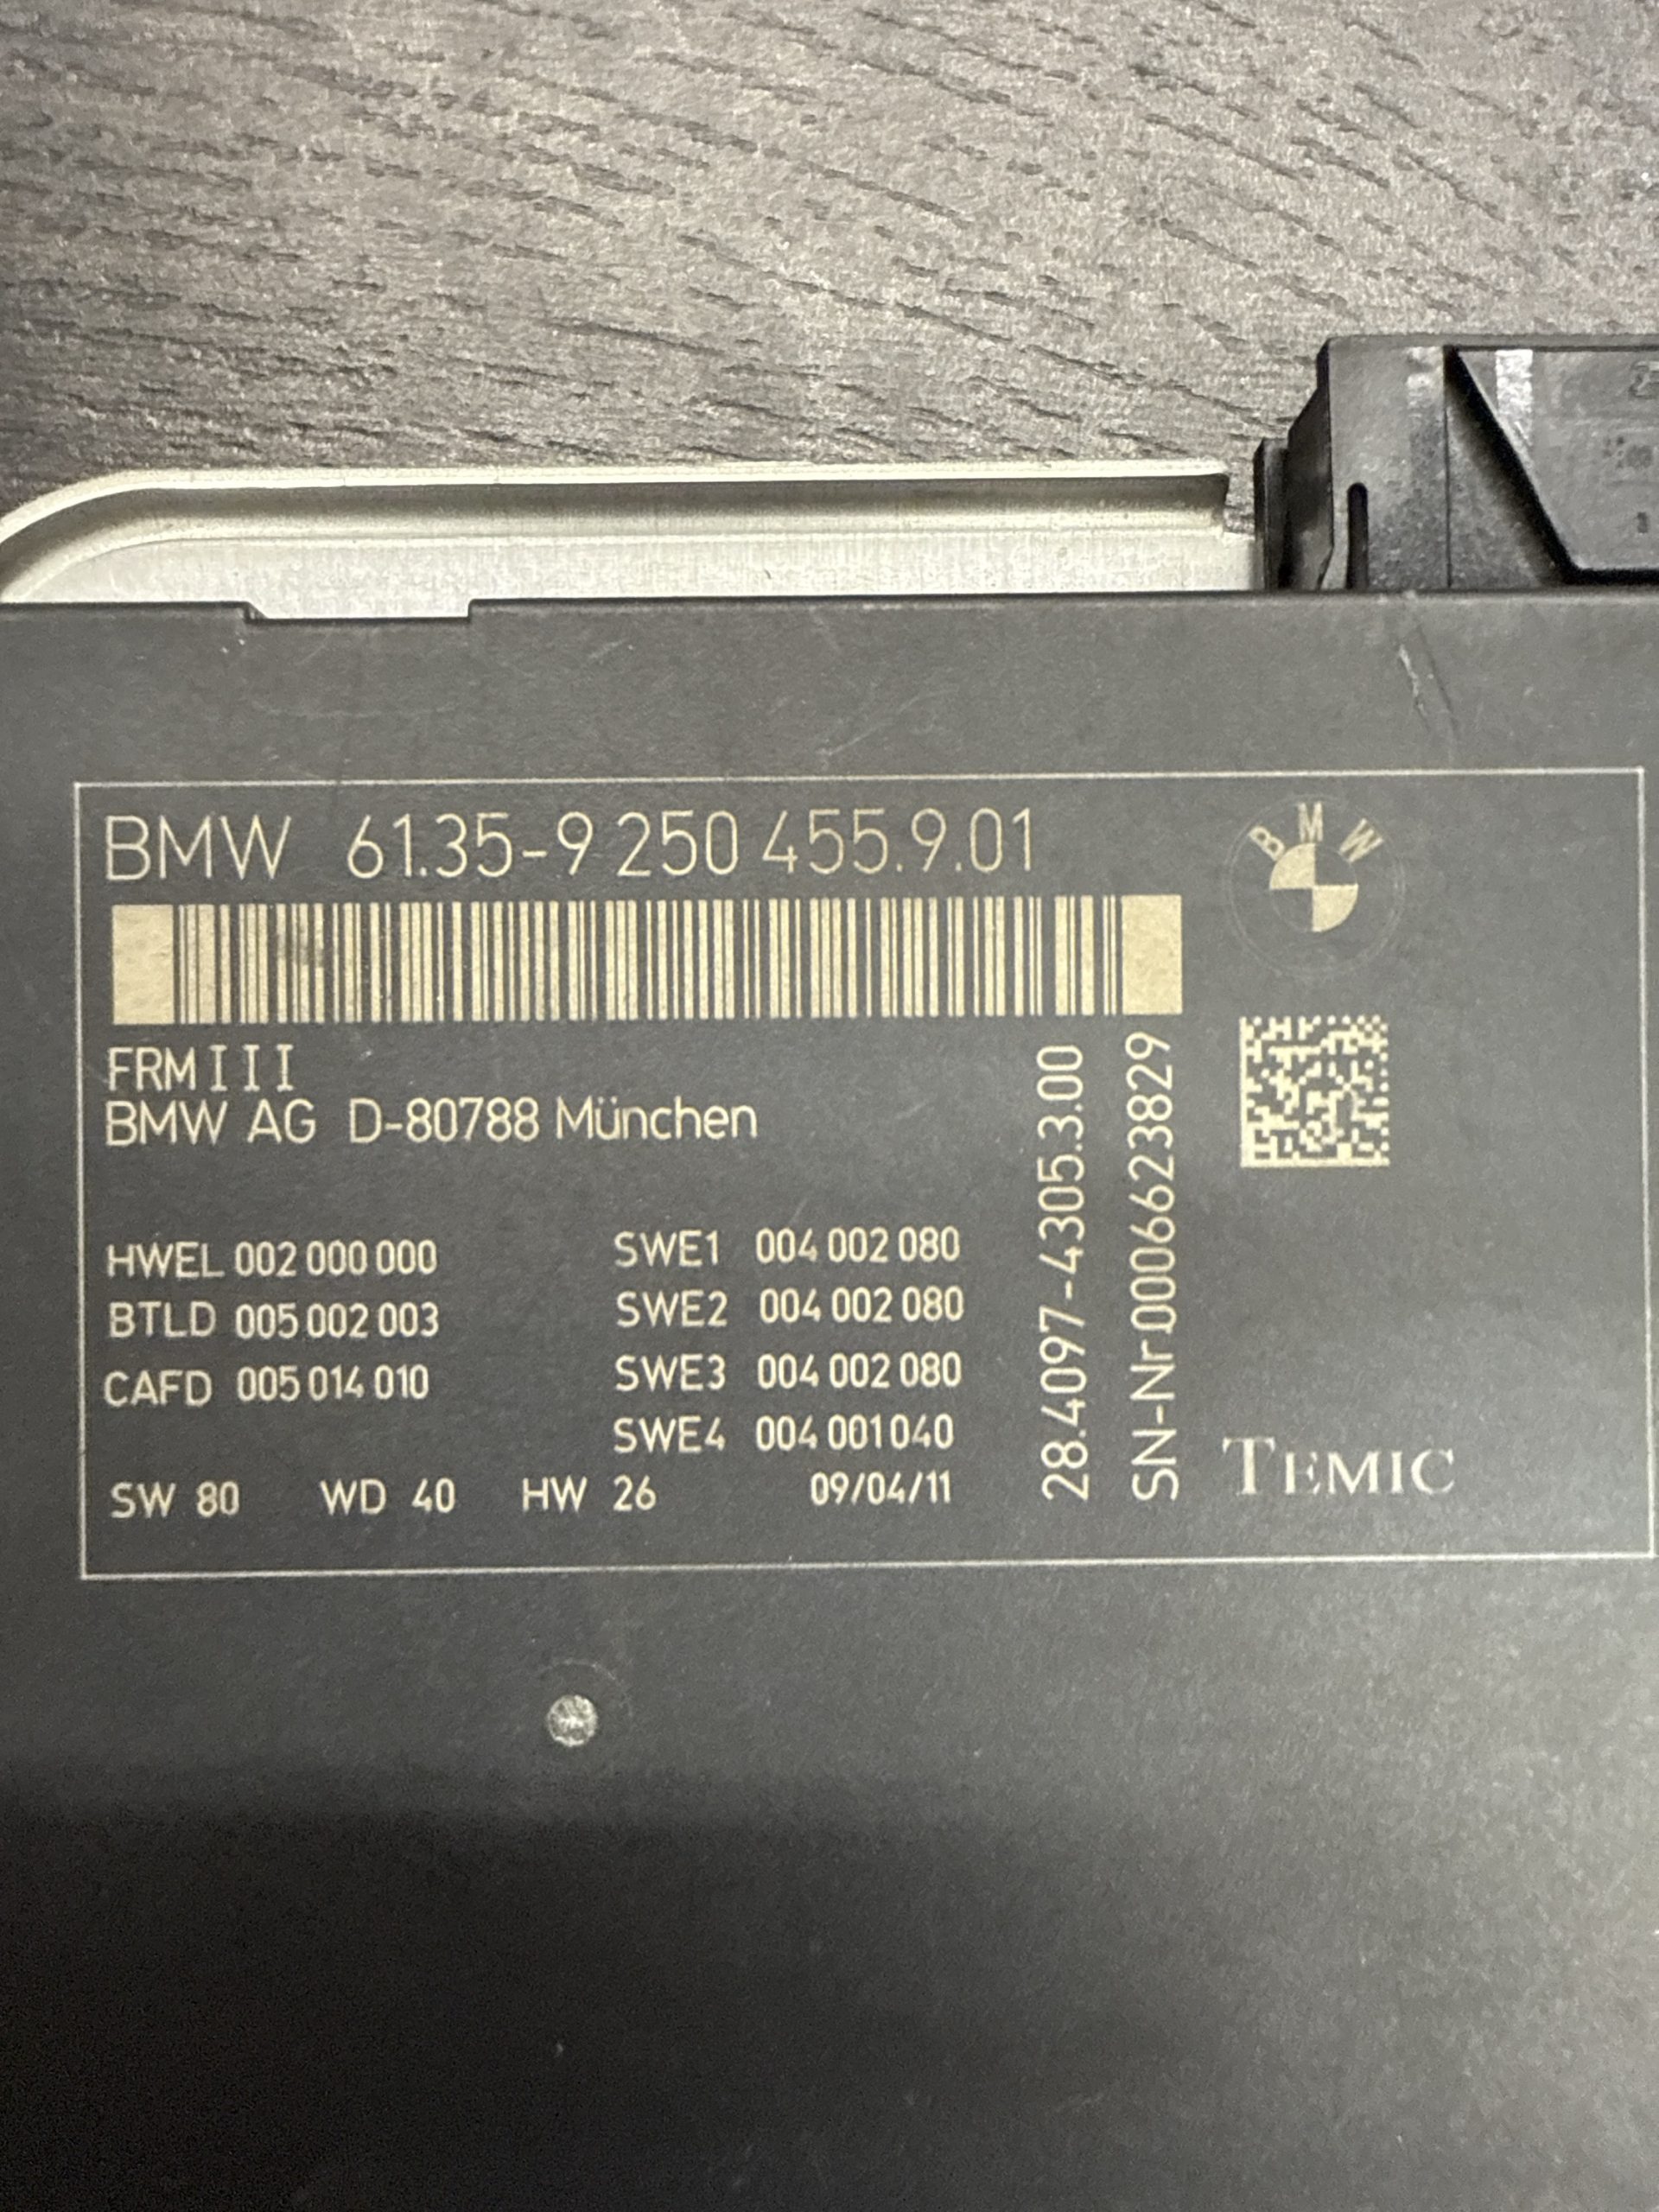 BMW 61.35-9 250 455.9.01
BMW
FRM III
BMW AG D-80788 München
HWEL 002 000 000
BTLD 005 002 003
CAFD 005 014 010
SWE1 004 002 080
SWE2 004 002 080
SWE3 004 002 080
SWE4 004 001 040
SW 80 WD 40 HW 26 09/04/11
28.4097-4305.3.00
SN-Nr0006623829
TEMIC